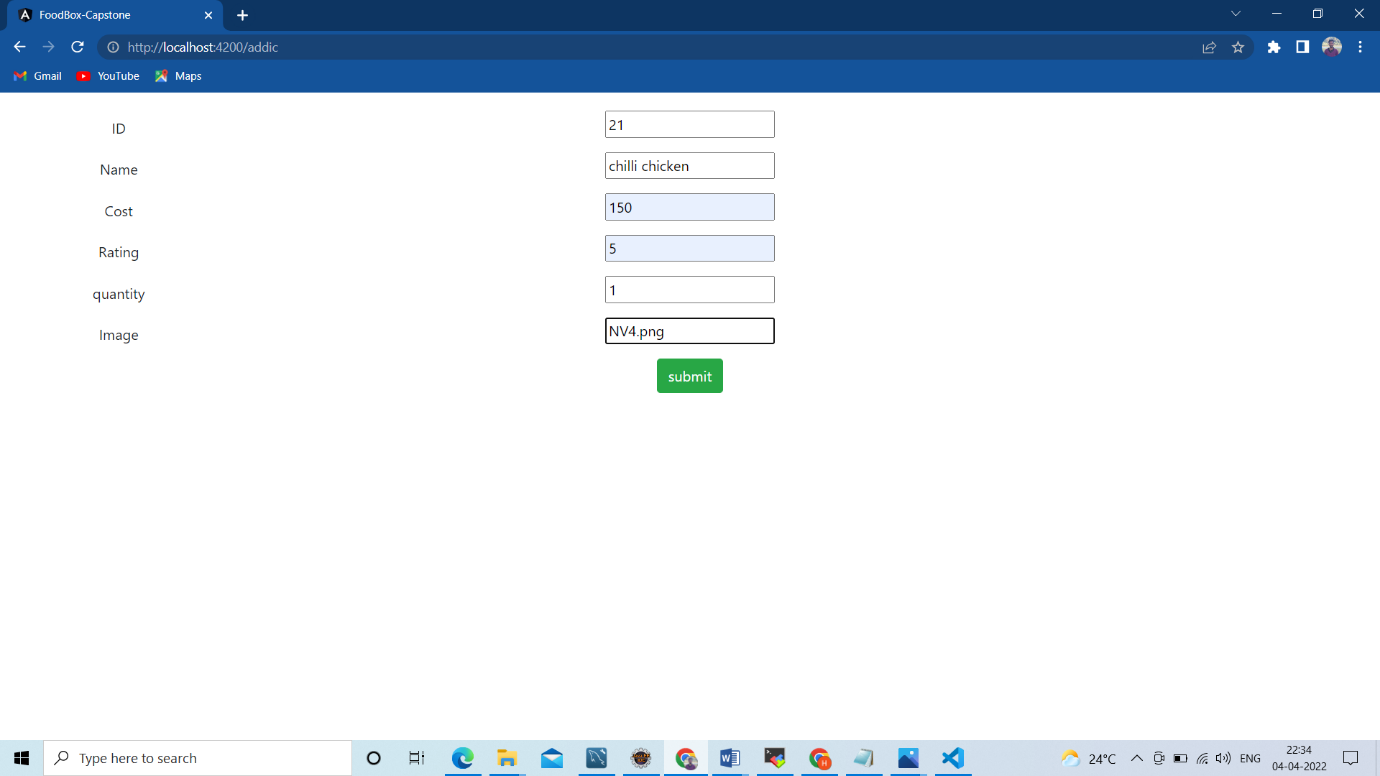 FoodBox-Capstone
http://localhost:4200/addic
Gmail YouTube Maps
ID 21
Name chilli chicken
Cost 150
Rating 5
quantity 1
Image NV4.png
submit
Type here to search
24°C ENG 22:34
04-04-2022